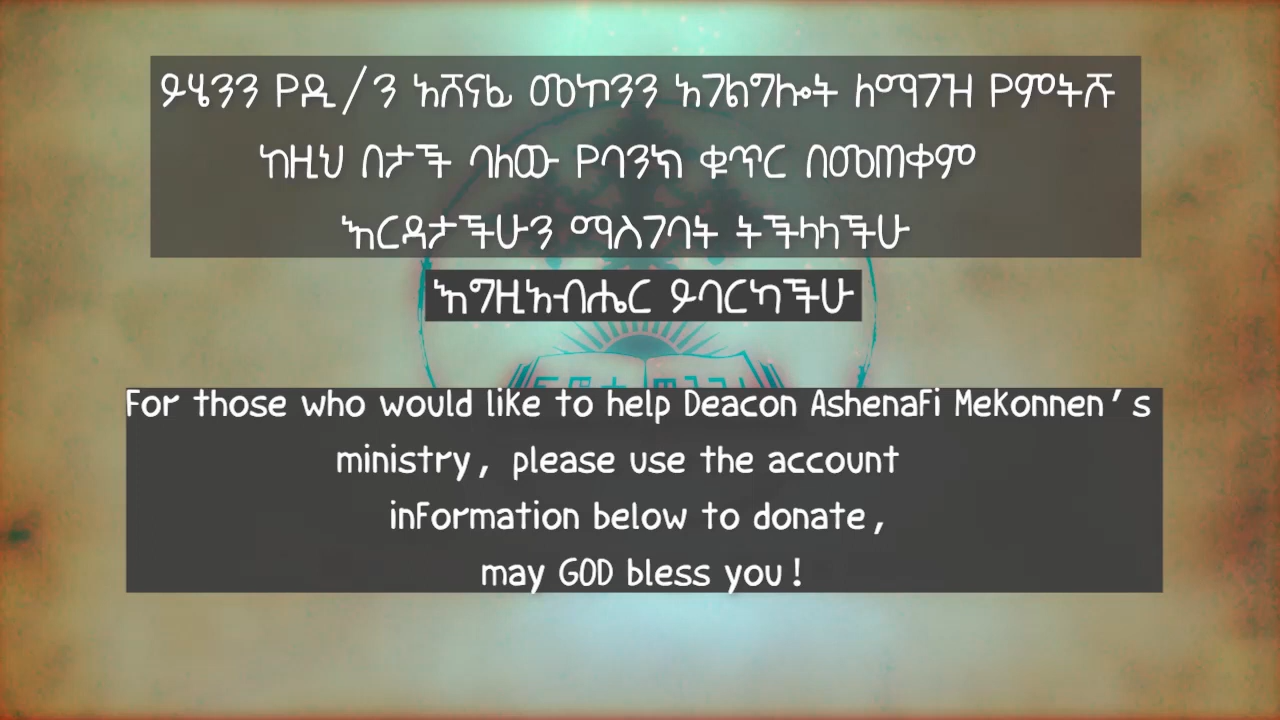 ይሄንን የዲ/ን አሸናፊ መኮንን አገልግሎት ለማገዝ የምትሹ
ከዚህ በታች ባለው የባንክ ቁጥር በመጠቀም
እርዳታችሁን ማስገባት ትችላላችሁ
እግዚአብሔር ይባርካችሁ
For those who would like to help Deacon Ashenafi Mekonnen's
ministry, please use the account
information below to donate,
may GOD bless you!